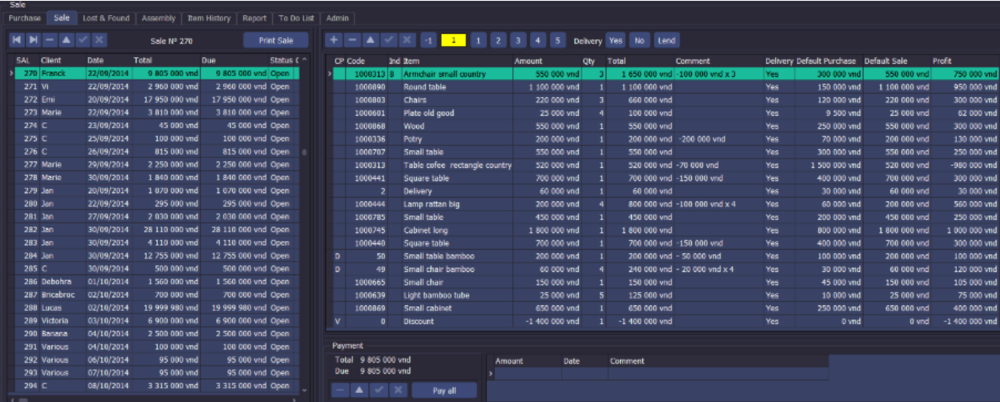 Sale
Purchase Sale Lost & Found Assembly Item History Report To Do List Admin
Sale Nº 270 Print Sale
SAL Client Date Total Due Status (
270 Franck 22/09/2014 9 805 000 vnd 9 805 000 vnd Open
271 Vi 22/09/2014 2 960 000 vnd 2 960 000 vnd Open
272 Emi 20/09/2014 17 950 000 vnd 17 950 000 vnd Open
273 Marie 22/09/2014 3 810 000 vnd 3 810 000 vnd Open
274 C 23/09/2014 45 000 vnd 45 000 vnd Open
275 C 25/09/2014 100 000 vnd 100 000 vnd Open
276 C 26/09/2014 815 000 vnd 815 000 vnd Open
277 Marie 29/09/2014 2 250 000 vnd 2 250 000 vnd Open
278 Marie 30/09/2014 1 840 000 vnd 1 840 000 vnd Open
279 Jan 20/09/2014 1 070 000 vnd 1 070 000 vnd Open
280 Jan 22/09/2014 295 000 vnd 295 000 vnd Open
281 Jan 27/09/2014 2 030 000 vnd 2 030 000 vnd Open
282 Jan 30/09/2014 28 110 000 vnd 28 110 000 vnd Open
283 Jan 30/09/2014 4 110 000 vnd 4 110 000 vnd Open
284 Jan 30/09/2014 12 755 000 vnd 12 755 000 vnd Open
285 C 30/09/2014 500 000 vnd 500 000 vnd Open
286 Debohra 01/10/2014 1 560 000 vnd 1 560 000 vnd Open
287 Bricabroc 02/10/2014 700 000 vnd 700 000 vnd Open
288 Lucas 02/10/2014 19 999 980 vnd 19 999 980 vnd Open
289 Victoria 03/10/2014 6 900 000 vnd 6 900 000 vnd Open
290 Banana 04/10/2014 2 500 000 vnd 2 500 000 vnd Open
291 Various 04/10/2014 100 000 vnd 100 000 vnd Open
292 Various 06/10/2014 95 000 vnd 95 000 vnd Open
293 Various 07/10/2014 95 000 vnd 95 000 vnd Open
294 C 08/10/2014 3 315 000 vnd 3 315 000 vnd Open
-1 1 1 2 3 4 5 Delivery Yes No Lend
CP Code Ind Item Amount Qty Total Comment Delivery Default Purchase Default Sale Profit
1000313 B Armchair small country 550 000 vnd 3 1 650 000 vnd -100 000 vnd x 3 Yes 300 000 vnd 550 000 vnd 750 000 vnd
1000890 Round table 1 100 000 vnd 1 1 100 000 vnd Yes 150 000 vnd 1 100 000 vnd 950 000 vnd
1000803 Chairs 220 000 vnd 3 660 000 vnd Yes 120 000 vnd 220 000 vnd 300 000 vnd
1000601 Plate old good 25 000 vnd 4 100 000 vnd Yes 9 500 vnd 25 000 vnd 62 000 vnd
1000868 Wood 550 000 vnd 1 550 000 vnd Yes 250 000 vnd 550 000 vnd 300 000 vnd
1000336 Potry 200 000 vnd 1 200 000 vnd -200 000 vnd Yes 70 000 vnd 200 000 vnd 130 000 vnd
1000707 Small table 550 000 vnd 1 550 000 vnd Yes 300 000 vnd 550 000 vnd 250 000 vnd
1000313 Table cofee rectangle country 520 000 vnd 1 520 000 vnd -70 000 vnd Yes 1 500 000 vnd 520 000 vnd -980 000 vnd
1000441 Square table 700 000 vnd 1 700 000 vnd -150 000 vnd Yes 400 000 vnd 700 000 vnd 300 000 vnd
2 Delivery 60 000 vnd 1 60 000 vnd Yes 30 000 vnd 60 000 vnd 30 000 vnd
1000444 Lamp rattan big 200 000 vnd 4 800 000 vnd -100 000 vnd x 4 Yes 60 000 vnd 200 000 vnd 560 000 vnd
1000785 Small table 450 000 vnd 1 450 000 vnd Yes 200 000 vnd 450 000 vnd 250 000 vnd
1000745 Cabinet long 1 800 000 vnd 1 1 800 000 vnd Yes 800 000 vnd 1 800 000 vnd 1 000 000 vnd
1000440 Square table 700 000 vnd 1 700 000 vnd -150 000 vnd Yes 400 000 vnd 700 000 vnd 300 000 vnd
D 50 Small table bamboo 200 000 vnd 1 200 000 vnd - 50 000 vnd Yes 100 000 vnd 200 000 vnd 100 000 vnd
D 49 Small chair bamboo 60 000 vnd 4 240 000 vnd - 20 000 vnd x 4 Yes 30 000 vnd 60 000 vnd 120 000 vnd
1000665 Small chair 150 000 vnd 1 150 000 vnd Yes 45 000 vnd 150 000 vnd 105 000 vnd
1000639 Light bamboo tube 25 000 vnd 5 125 000 vnd Yes 10 000 vnd 25 000 vnd 75 000 vnd
1000869 Small cabinet 650 000 vnd 1 650 000 vnd Yes 250 000 vnd 650 000 vnd 400 000 vnd
V 0 Discount -1 400 000 vnd 1 -1 400 000 vnd Yes 0 vnd 0 vnd -1 400 000 vnd
Payment
Total 9 805 000 vnd
Due 9 805 000 vnd
Pay all
Amount Date Comment